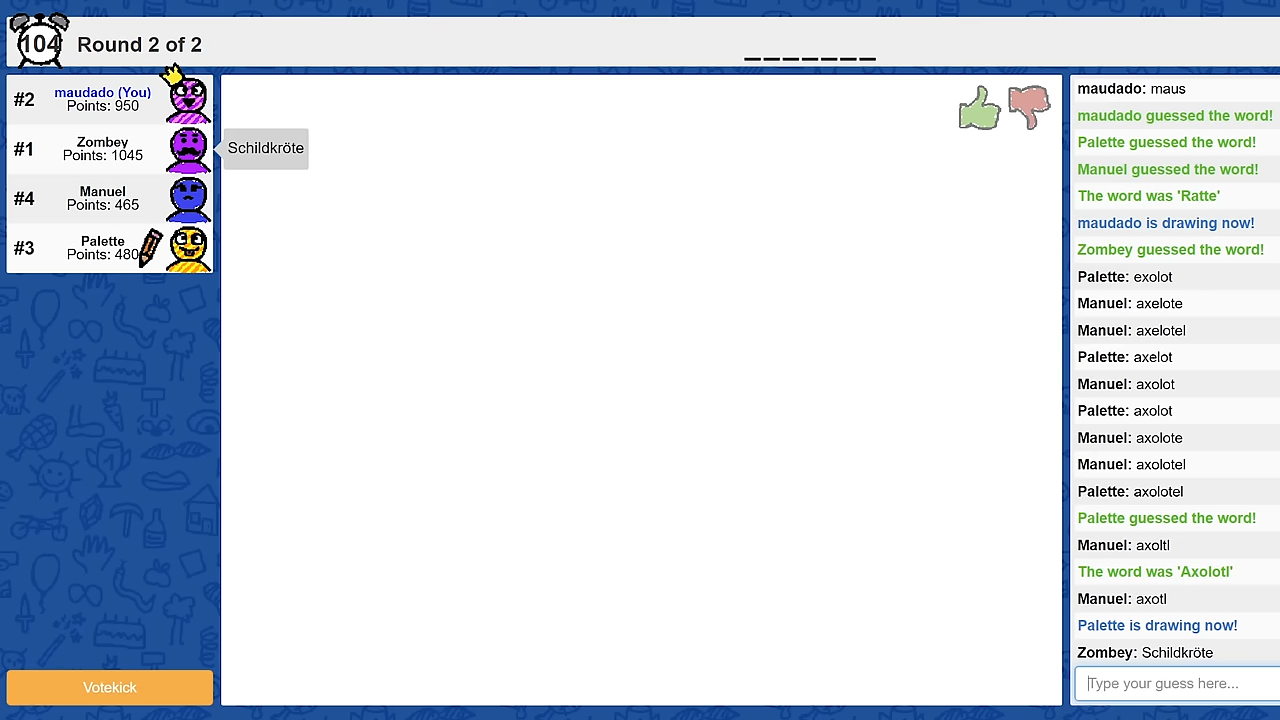 104
Round 2 of 2
_______
#2
maudado (You)
Points: 950
#1
Zombey
Points: 1045
#4
Manuel
Points: 465
#3
Palette
Points: 480
Schildkröte
Votekick
maudado: maus
maudado guessed the word!
Palette guessed the word!
Manuel guessed the word!
The word was 'Ratte'
maudado is drawing now!
Zombey guessed the word!
Palette: exolot
Manuel: axelote
Manuel: axelotel
Palette: axelot
Manuel: axolot
Palette: axolot
Manuel: axolote
Manuel: axolotel
Palette: axolotel
Palette guessed the word!
Manuel: axoltl
The word was 'Axolotl'
Manuel: axotl
Palette is drawing now!
Zombey: Schildkröte
Type your guess here...